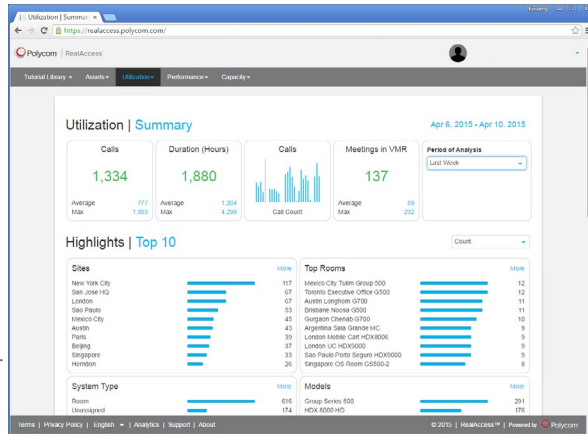 Utilization | Summar ×
https://realaccess.polycom.com/
Polycom | RealAccess
Tutorial Library Assets Utilization Performance Capacity
Utilization | Summary
Apr 6, 2015 - Apr 10, 2015
Calls
1,334
Average 777
Max
Duration (Hours)
1,880
Average 1,204
Max 4,298
Calls
Call Count
Meetings in VMR
137
Average 89
Max 202
Period of Analysis
Last Week
Highlights | Top 10
Count
Sites More
New York City 117
San Jose HQ 67
London 67
Sao Paulo 53
Mexico City 45
Austin 43
Paris 39
Beijing 37
Singapore 33
Herndon 26
Top Rooms More
Mexico City Tulim Group 500 12
Toronto Executive Office G500 12
Austin Longhorn G700 11
Brisbane Noosa G500 11
Gurgaon Chenab G700 10
Argentina Sala Grande MC 9
London Mobile Cart HDX8006 9
London UC HDX9000 9
Sao Paulo Porto Seguro HDX9000 9
Singapore OS Room GS500-2 8
System Type More
Room 616
Unassigned 174
Models More
Group Series 500 291
HDX 8000 HD 176
Terms | Privacy Policy | English | Analytics | Support | About
© 2015 | RealAccess™ | Powered by Polycom